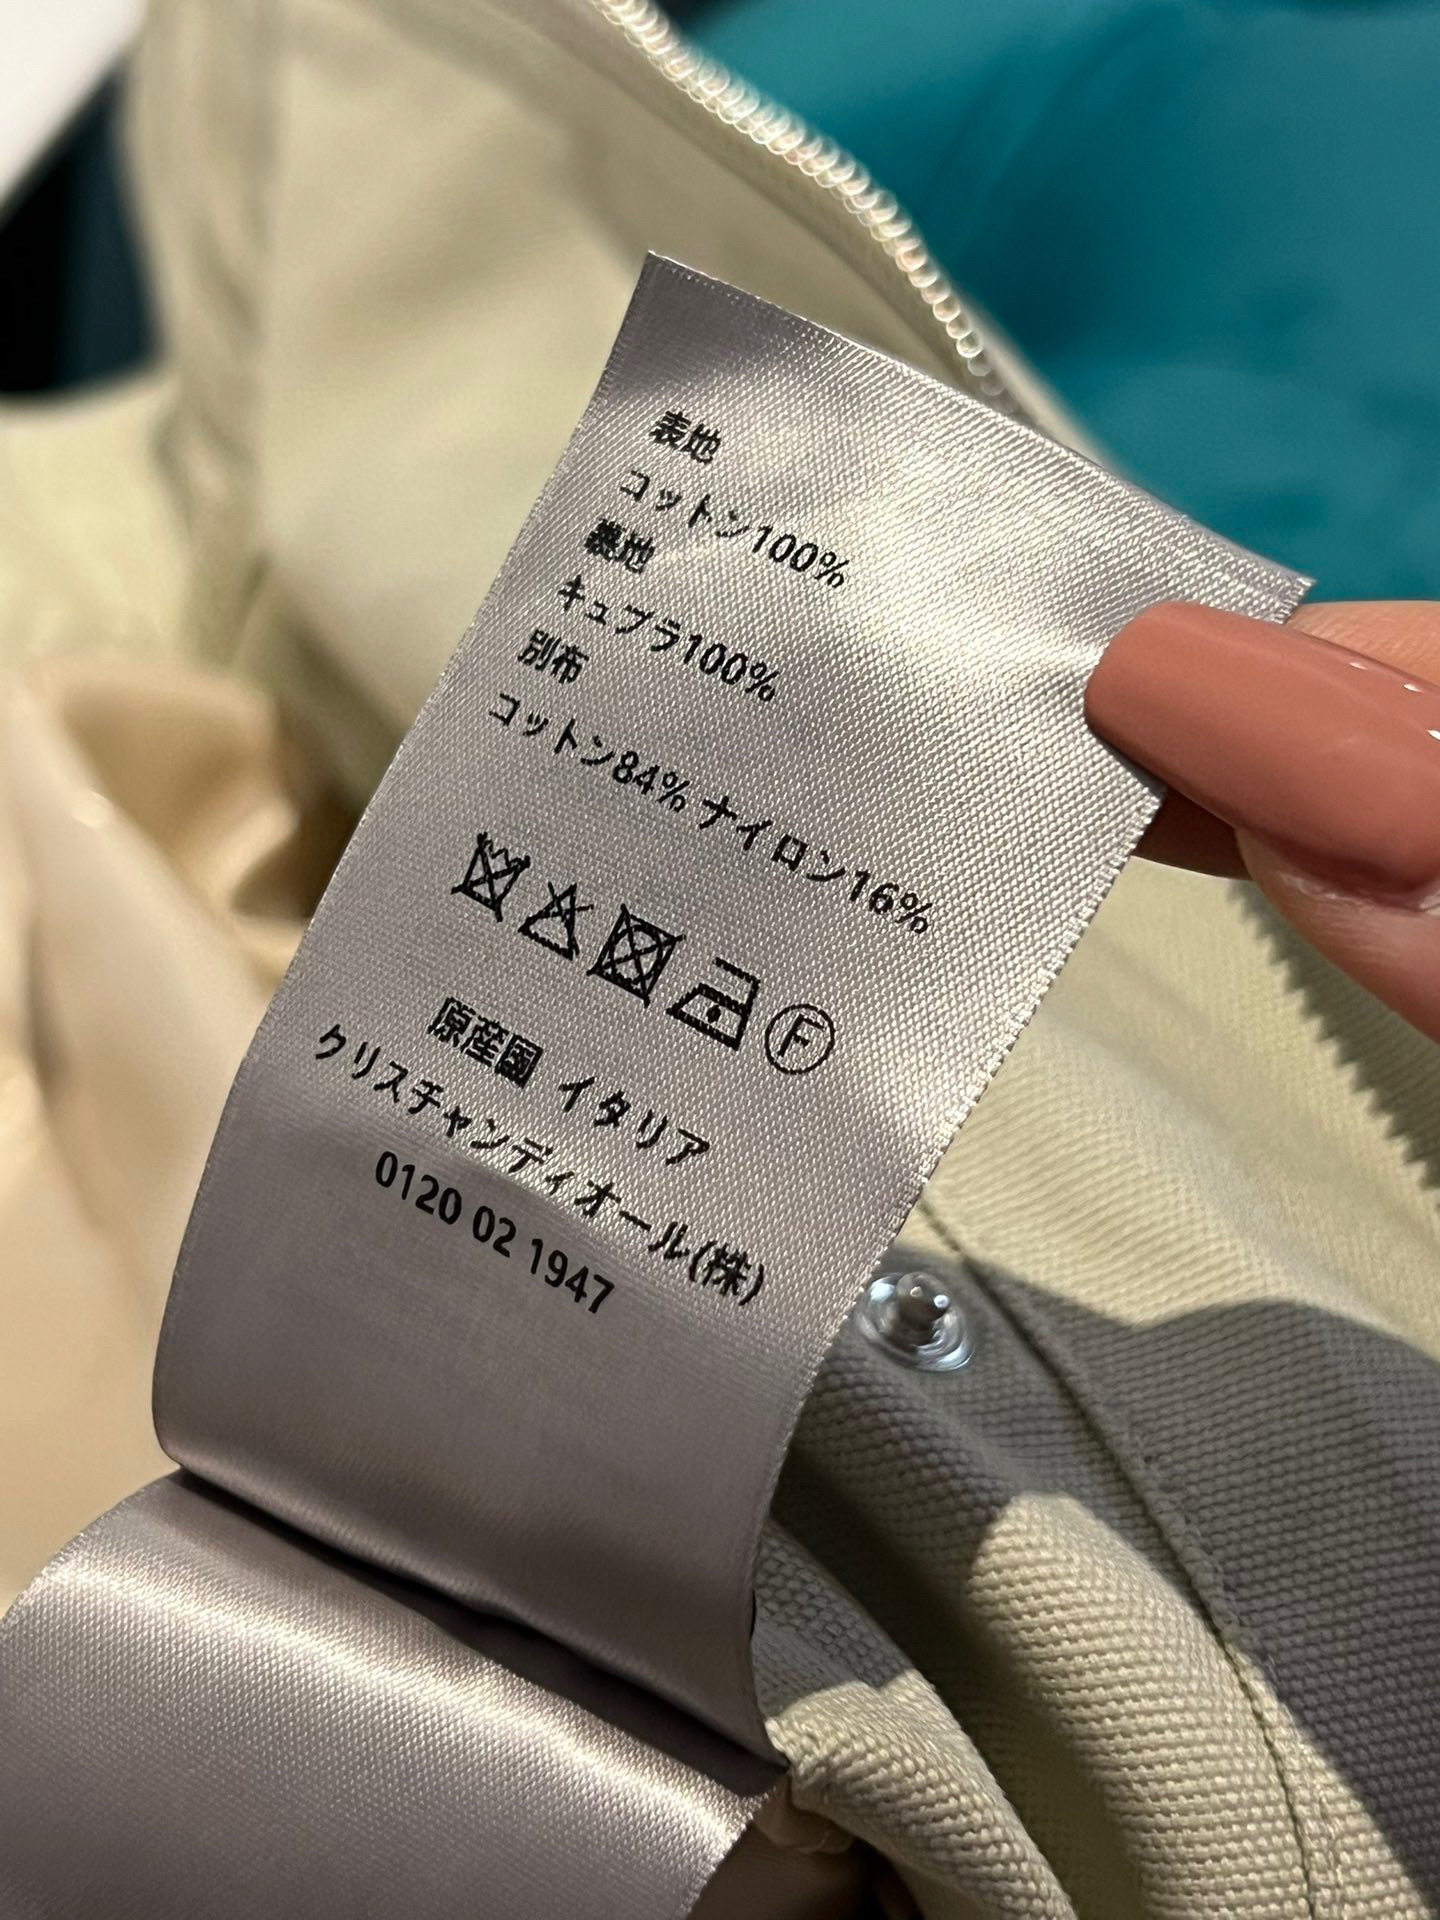 表地
コットン100%
裏地
キュプラ100%
別布
コットン84% ナイロン16%
F
原産国 イタリア
クリスチャンディオール(株)
0120 02 1947